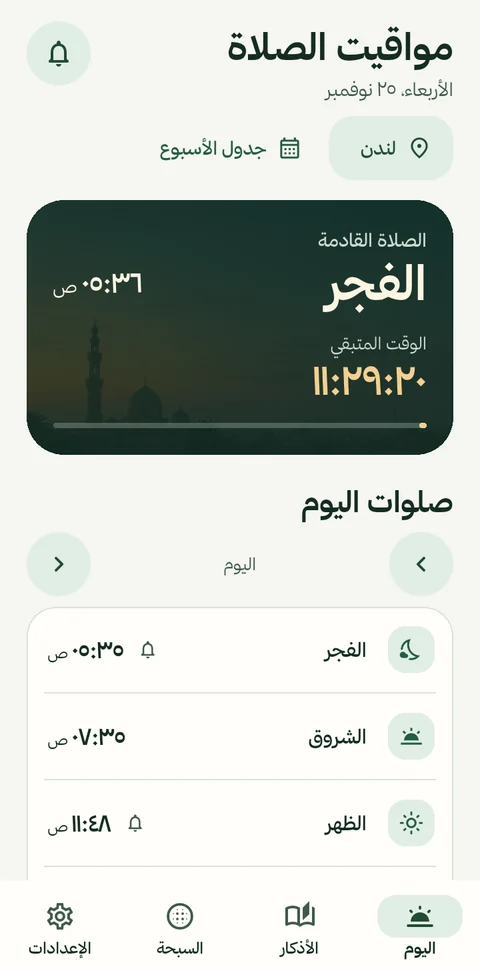 مواقيت الصلاة
الأربعاء، ٢٥ نوفمبر
لندن
جدول الأسبوع
الصلاة القادمة
الفجر
٠٥:٣٦ ص
الوقت المتبقي
١١:٢٩:٢٠
صلوات اليوم
اليوم
الفجر
٠٥:٣٥ ص
الشروق
٠٧:٣٥ ص
الظهر
١١:٤٨ ص
اليوم
الأذكار
السبحة
الإعدادات